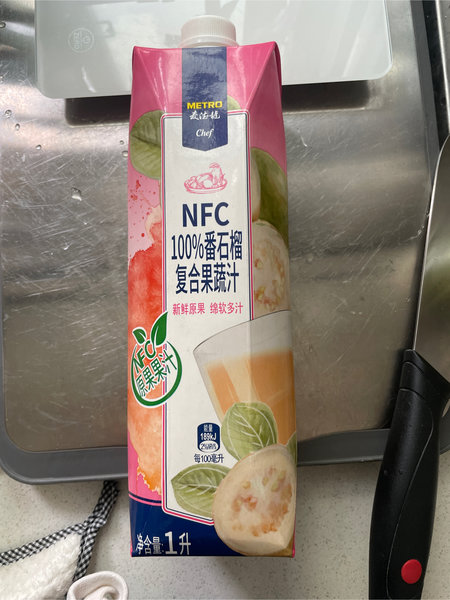 METRO
麦德龙
Chef
NFC
100%番石榴
复合果蔬汁
新鲜原果 绵软多汁
NFC
原果果汁
能量
189kJ
2%NRV
每100毫升
净含量:1升